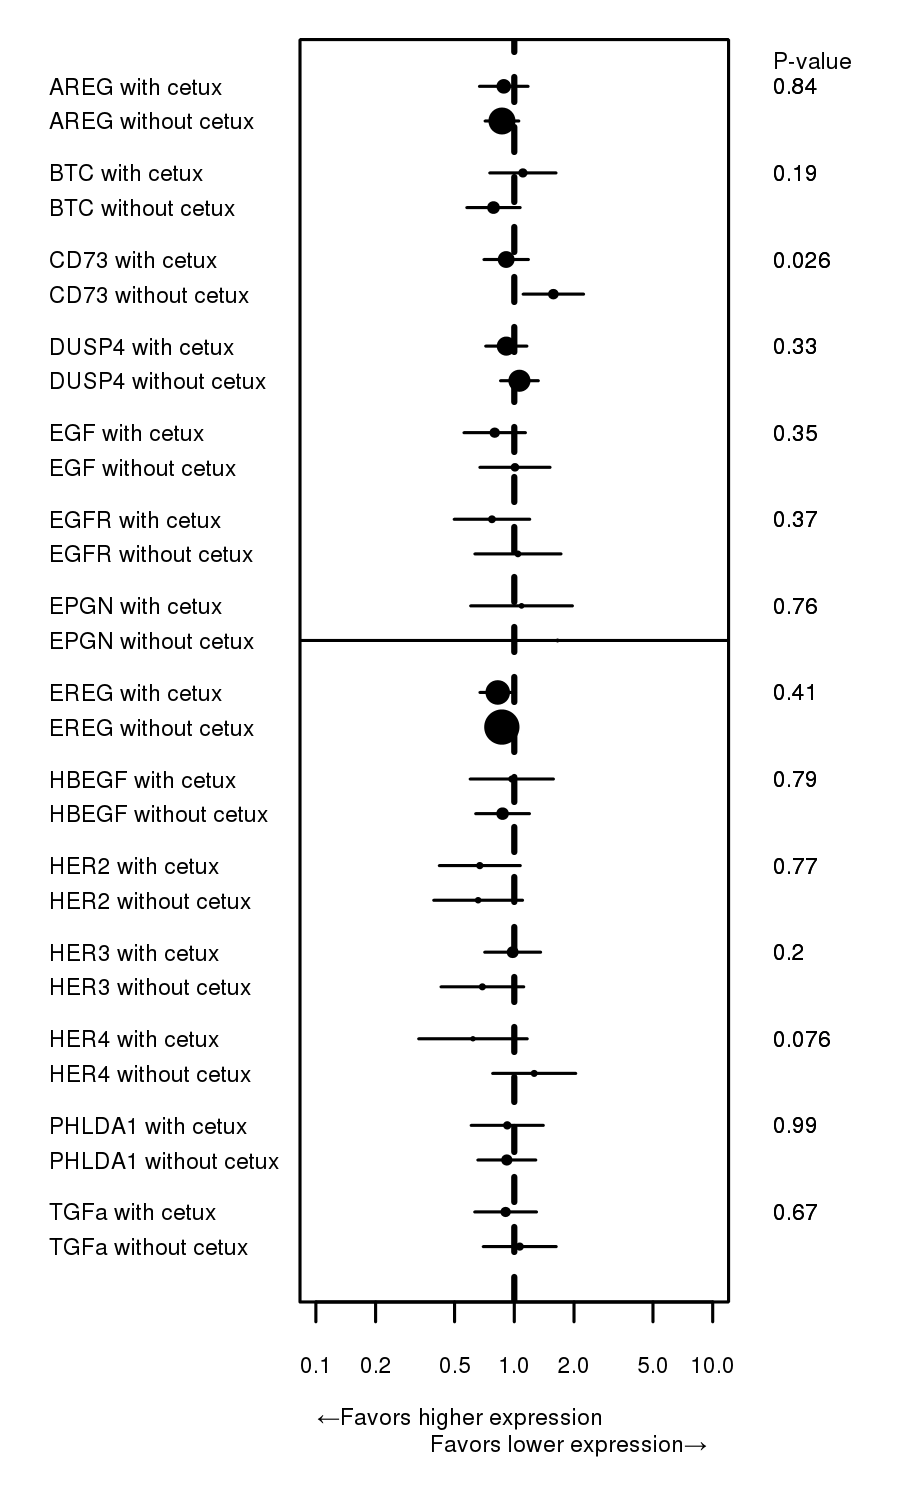 P-value
AREG with cetux 0.84
AREG without cetux
BTC with cetux 0.19
BTC without cetux
CD73 with cetux 0.026
CD73 without cetux
DUSP4 with cetux 0.33
DUSP4 without cetux
EGF with cetux 0.35
EGF without cetux
EGFR with cetux 0.37
EGFR without cetux
EPGN with cetux 0.76
EPGN without cetux
EREG with cetux 0.41
EREG without cetux
HBEGF with cetux 0.79
HBEGF without cetux
HER2 with cetux 0.77
HER2 without cetux
HER3 with cetux 0.2
HER3 without cetux
HER4 with cetux 0.076
HER4 without cetux
PHLDA1 with cetux 0.99
PHLDA1 without cetux
TGFa with cetux 0.67
TGFa without cetux
0.1 0.2 0.5 1.0 2.0 5.0 10.0
←Favors higher expression
Favors lower expression→